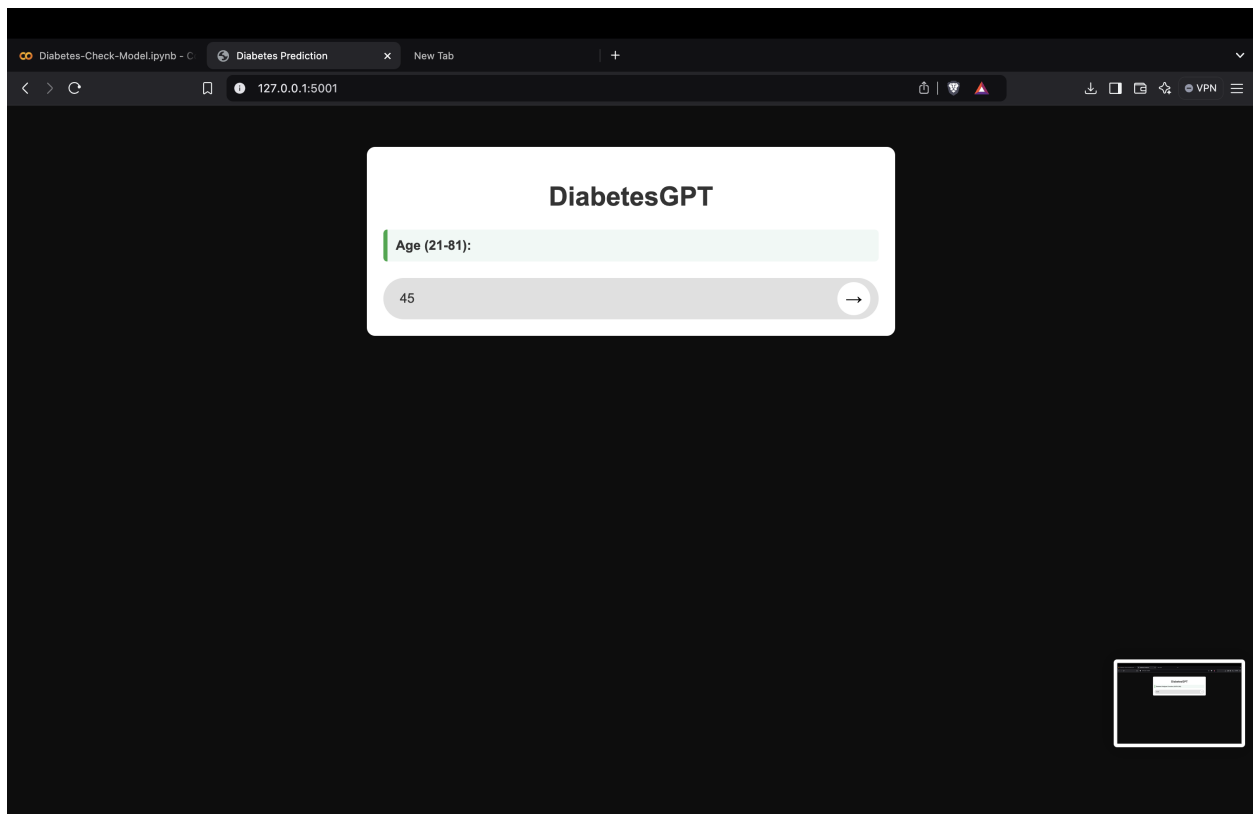 Diabetes-Check-Model.ipynb - C
Diabetes Prediction
New Tab
127.0.0.1:5001
VPN
DiabetesGPT
Age (21-81):
45